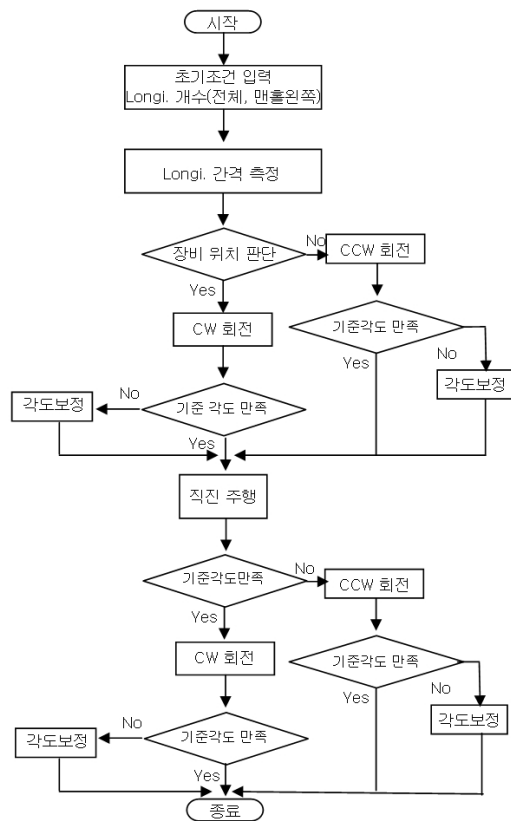 시작
초기조건 입력
Longi. 개수(전체, 맨홀왼쪽)
Longi. 간격 측정
장비 위치 판단
No
CCW 회전
Yes
CW 회전
기준각도 만족
No
Yes
각도보정
No
각도보정
기준 각도 만족
Yes
직진 주행
기준각도만족
No
CCW 회전
Yes
CW 회전
기준각도 만족
Yes
No
각도보정
No
각도보정
기준각도 만족
Yes
종료